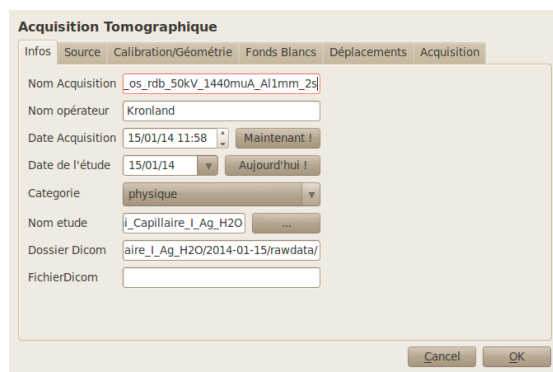 Acquisition Tomographique
Infos Source Calibration/Géométrie Fonds Blancs Déplacements Acquisition
Nom Acquisition _os_rdb_50kV_1440muA_Al1mm_2s
Nom opérateur Kronland
Date Acquisition 15/01/14 11:58 Maintenant !
Date de l'étude 15/01/14 Aujourd'hui !
Categorie physique
Nom etude i_Capillaire_I_Ag_H2O ...
Dossier Dicom aire_I_Ag_H2O/2014-01-15/rawdata/
FichierDicom
Cancel OK